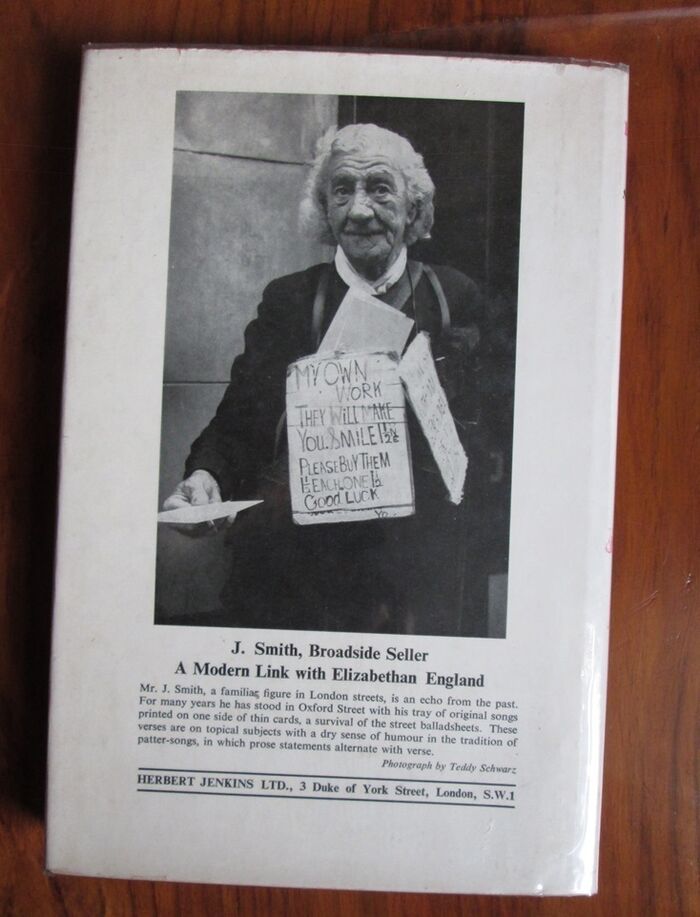 MY OWN
WORK
THEY WILL MAKE
YOU. SMILE
PLEASE BUY THEM
EACH ONE
GOOD LUCK
YO
J. Smith, Broadside Seller
A Modern Link with Elizabethan England
Mr. J. Smith, a familiar figure in London streets, is an echo from the past.
For many years he has stood in Oxford Street with his tray of original songs
printed on one side of thin cards, a survival of the street balladsheets. These
verses are on topical subjects with a dry sense of humour in the tradition of
patter-songs, in which prose statements alternate with verse.
Photograph by Teddy Schwarz
HERBERT JENKINS LTD., 3 Duke of York Street, London, S.W.1